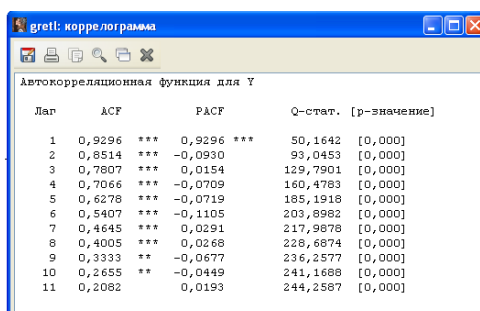 gretl: коррелограмма
Автокорреляционная функция для Y
Лаг ACF PACF Q-стат. [p-значение]
1 0,9296 *** 0,9296 *** 50,1642 [0,000]
2 0,8514 *** -0,0930 93,0453 [0,000]
3 0,7807 *** 0,0154 129,7901 [0,000]
4 0,7066 *** -0,0709 160,4783 [0,000]
5 0,6278 *** -0,0719 185,1918 [0,000]
6 0,5407 *** -0,1105 203,8982 [0,000]
7 0,4645 *** 0,0291 217,9878 [0,000]
8 0,4005 *** 0,0268 228,6874 [0,000]
9 0,3333 ** -0,0677 236,2577 [0,000]
10 0,2655 ** -0,0449 241,1688 [0,000]
11 0,2082 0,0193 244,2587 [0,000]